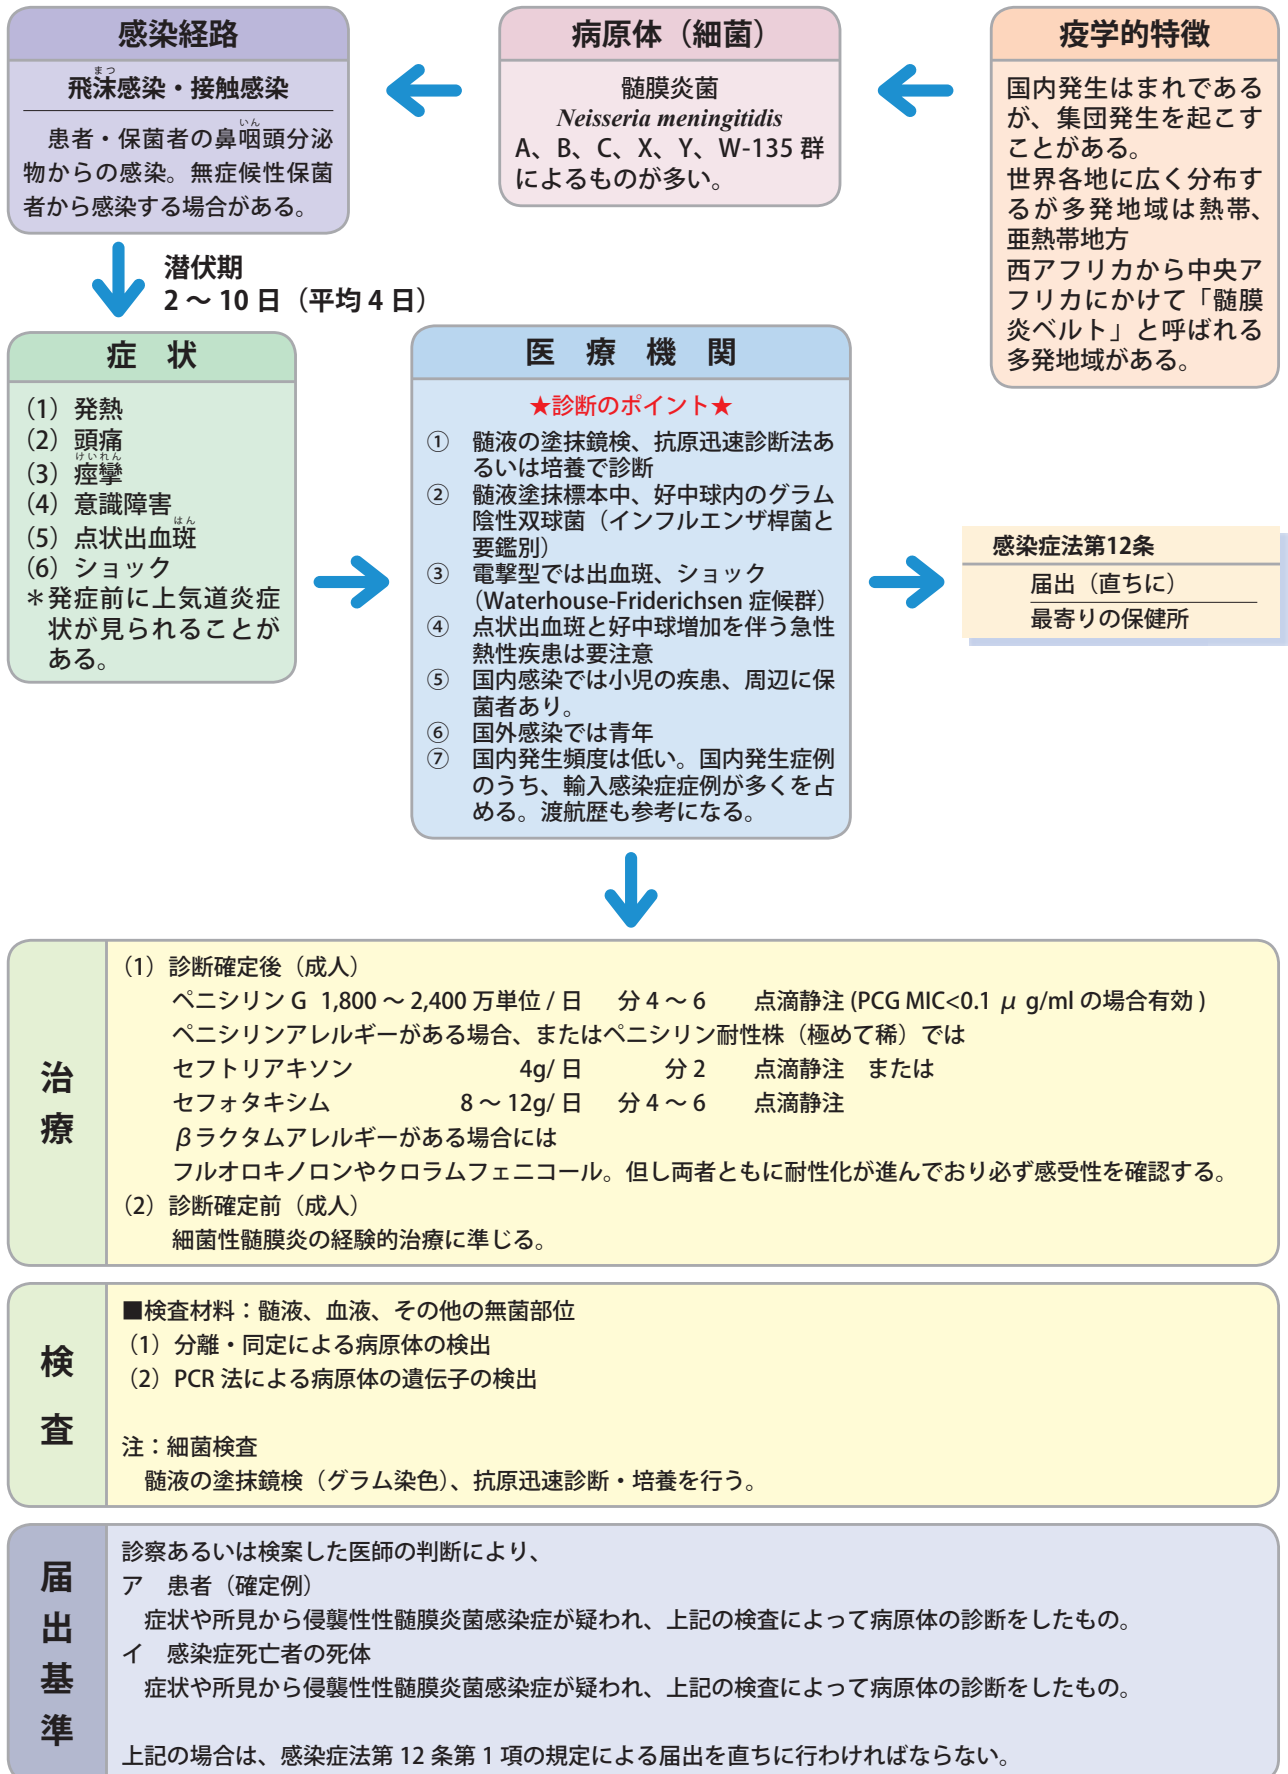 感染経路
飛沫感染・接触感染
まつ
患者・保菌者の鼻咽頭分泌
いん
物からの感染。無症候性保菌
者から感染する場合がある。
病原体（細菌）
髄膜炎菌
Neisseria meningitidis
A、B、C、X、Y、W-135 群
によるものが多い。
疫学的特徴
国内発生はまれである
が、集団発生を起こす
ことがある。
世界各地に広く分布す
るが多発地域は熱帯、
亜熱帯地方
西アフリカから中央ア
フリカにかけて「髄膜
炎ベルト」と呼ばれる
多発地域がある。
潜伏期
2 ～ 10 日（平均 4 日）
症　状
（1）発熱
（2）頭痛
けいれん
（3）痙攣
（4）意識障害
はん
（5）点状出血斑
（6）ショック
＊発症前に上気道炎症
状が見られることが
ある。
医　療　機　関
★診断のポイント★
①　髄液の塗抹鏡検、抗原迅速診断法あ
るいは培養で診断
②　髄液塗抹標本中、好中球内のグラム
陰性双球菌（インフルエンザ桿菌と
要鑑別）
③　電撃型では出血斑、ショック
（Waterhouse-Friderichsen 症候群）
④　点状出血斑と好中球増加を伴う急性
熱性疾患は要注意
⑤　国内感染では小児の疾患、周辺に保
菌者あり。
⑥　国外感染では青年
⑦　国内発生頻度は低い。国内発生症例
のうち、輸入感染症症例が多くを占
める。渡航歴も参考になる。
感染症法第12条
届出（直ちに）
最寄りの保健所
治療
（1）診断確定後（成人）
ペニシリン G 1,800 ～ 2,400 万単位 / 日　分 4 ～ 6　点滴静注 (PCG MIC<0.1 μ g/ml の場合有効 )
ペニシリンアレルギーがある場合、またはペニシリン耐性株（極めて稀）では
セフトリアキソン　4g/ 日　分 2　点滴静注　または
セフォタキシム　8 ～ 12g/ 日　分 4 ～ 6　点滴静注
βラクタムアレルギーがある場合には
フルオロキノロンやクロラムフェニコール。但し両者ともに耐性化が進んでおり必ず感受性を確認する。
（2）診断確定前（成人）
細菌性髄膜炎の経験的治療に準じる。
検査
■検査材料：髄液、血液、その他の無菌部位
（1）分離・同定による病原体の検出
（2）PCR 法による病原体の遺伝子の検出
注：細菌検査
髄液の塗抹鏡検（グラム染色）、抗原迅速診断・培養を行う。
届出基準
診察あるいは検案した医師の判断により、
ア　患者（確定例）
症状や所見から侵襲性性髄膜炎菌感染症が疑われ、上記の検査によって病原体の診断をしたもの。
イ　感染症死亡者の死体
症状や所見から侵襲性性髄膜炎菌感染症が疑われ、上記の検査によって病原体の診断をしたもの。
上記の場合は、感染症法第 12 条第 1 項の規定による届出を直ちに行わければならない。